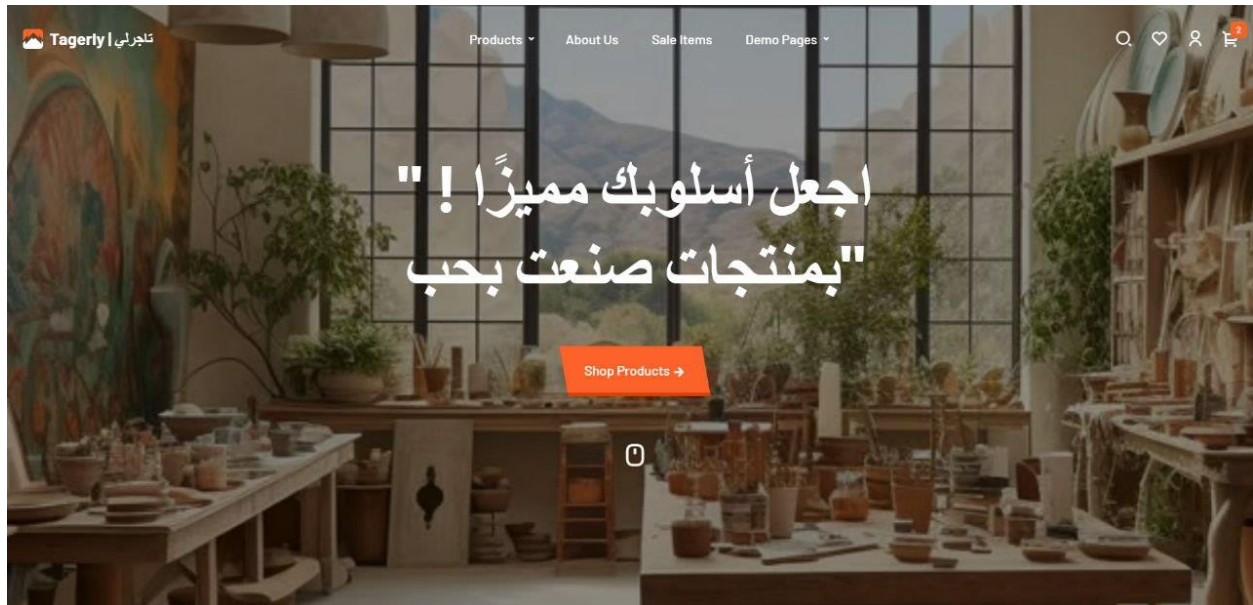 Tagerly | تاجرلي
Products
About Us
Sale Items
Demo Pages
2
اجعل أسلوبك مميزًا ! "
"بمنتجات صنعت بحب
Shop Products →